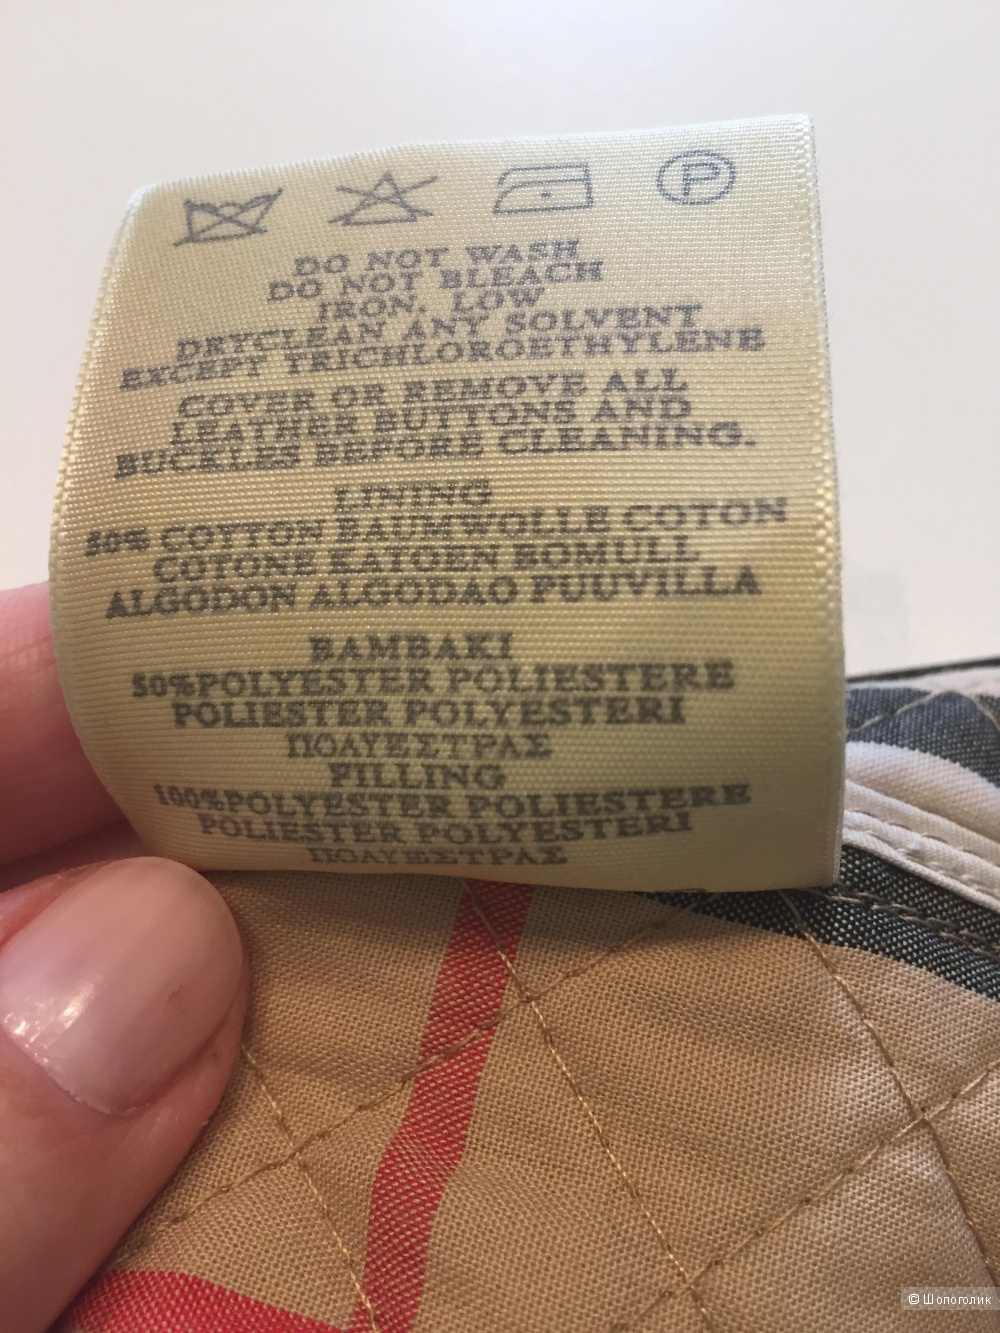 P
DO NOT WASH
DO NOT BLEACH
IRON. LOW
DRYCLEAN ANY SOLVENT
EXCEPT TRICHLOROETHYLENE
COVER OR REMOVE ALL
LEATHER BUTTONS AND
BUCKLES BEFORE CLEANING.
LINING
50% COTTON BAUMWOLLE COTON
COTONE KATOEN BOMULL
ALGODON ALGODAO PUUVILLA
BAMBAKI
50%POLYESTER POLIESTERE
POLIESTER POLYESTERI
ΠΟΛΥΕΣΤΡΑΣ
FILLING
100%POLYESTER POLIESTERE
POLIESTER POLYESTERI
ΠΟΛΥΕΣΤΡΑΣ
© Шопоголик